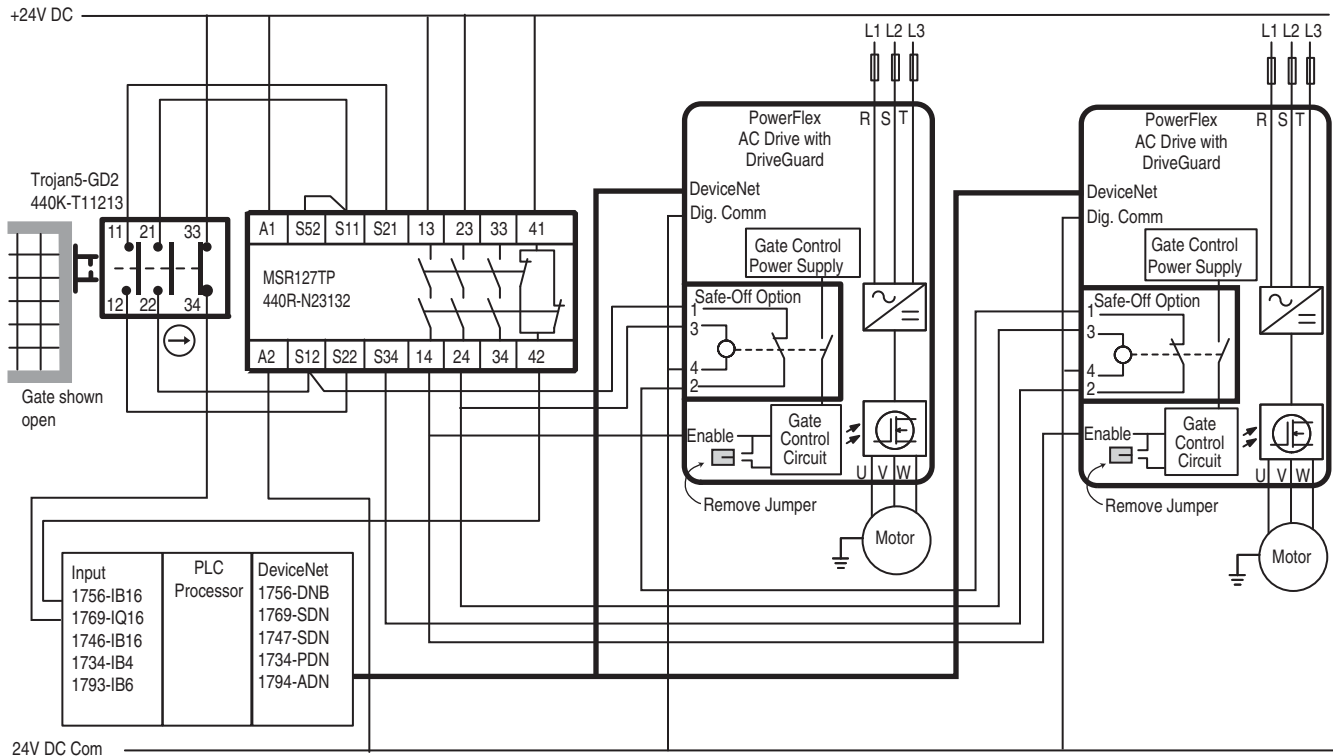 +24V DC
L1 L2 L3
L1 L2 L3
Trojan5-GD2
440K-T11213
11 21 33
12 22 34
Gate shown
open
A1 S52 S11 S21 13 23 33 41
MSR127TP
440R-N23132
A2 S12 S22 S34 14 24 34 42
PowerFlex
AC Drive with
DriveGuard
R S T
DeviceNet
Dig. Comm
Gate Control
Power Supply
Safe-Off Option
1
3
4
2
Enable
Gate
Control
Circuit
U V W
Remove Jumper
Motor
PowerFlex
AC Drive with
DriveGuard
R S T
DeviceNet
Dig. Comm
Gate Control
Power Supply
Safe-Off Option
1
3
4
2
Enable
Gate
Control
Circuit
U V W
Remove Jumper
Motor
Input
1756-IB16
1769-IQ16
1746-IB16
1734-IB4
1793-IB6
PLC
Processor
DeviceNet
1756-DNB
1769-SDN
1747-SDN
1734-PDN
1794-ADN
24V DC Com